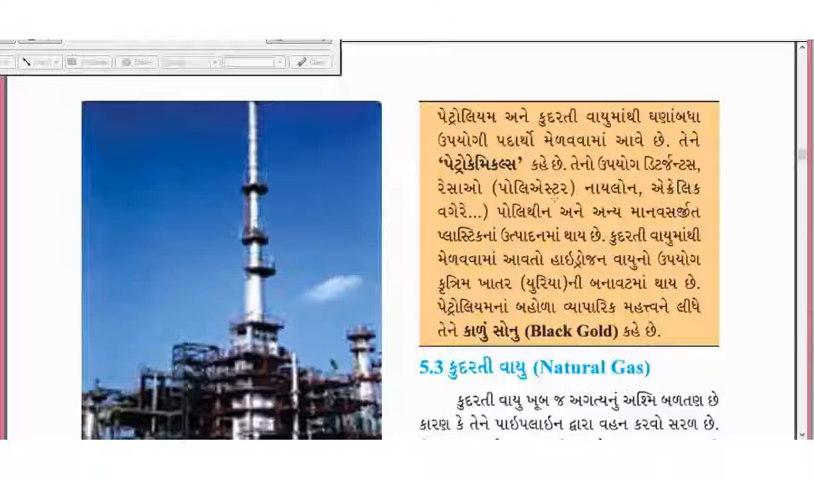 પેટ્રોલિયમ અને કુદરતી વાયુમાંથી ઘણાંબધા
ઉપયોગી પદાર્થો મેળવવામાં આવે છે. તેને
‘પેટ્રોકેમિકલ્સ’ કહે છે. તેનો ઉપયોગ ડિટર્જન્ટસ,
રેસાઓ (પોલિએસ્ટર) નાયલોન, એક્રેલિક
વગેરે...) પોલિથીન અને અન્ય માનવસર્જીત
પ્લાસ્ટિકનાં ઉત્પાદનમાં થાય છે. કુદરતી વાયુમાંથી
મેળવવામાં આવતો હાઇડ્રોજન વાયુનો ઉપયોગ
કૃત્રિમ ખાતર (યુરિયા)ની બનાવટમાં થાય છે.
પેટ્રોલિયમનાં બહોળા વ્યાપારિક મહત્ત્વને લીધે
તેને કાળું સોનુ (Black Gold) કહે છે.
5.3 કુદરતી વાયુ (Natural Gas)
કુદરતી વાયુ ખૂબ જ અગત્યનું અશ્મિ બળતણ છે
કારણ કે તેને પાઇપલાઇન દ્વારા વહન કરવો સરળ છે.